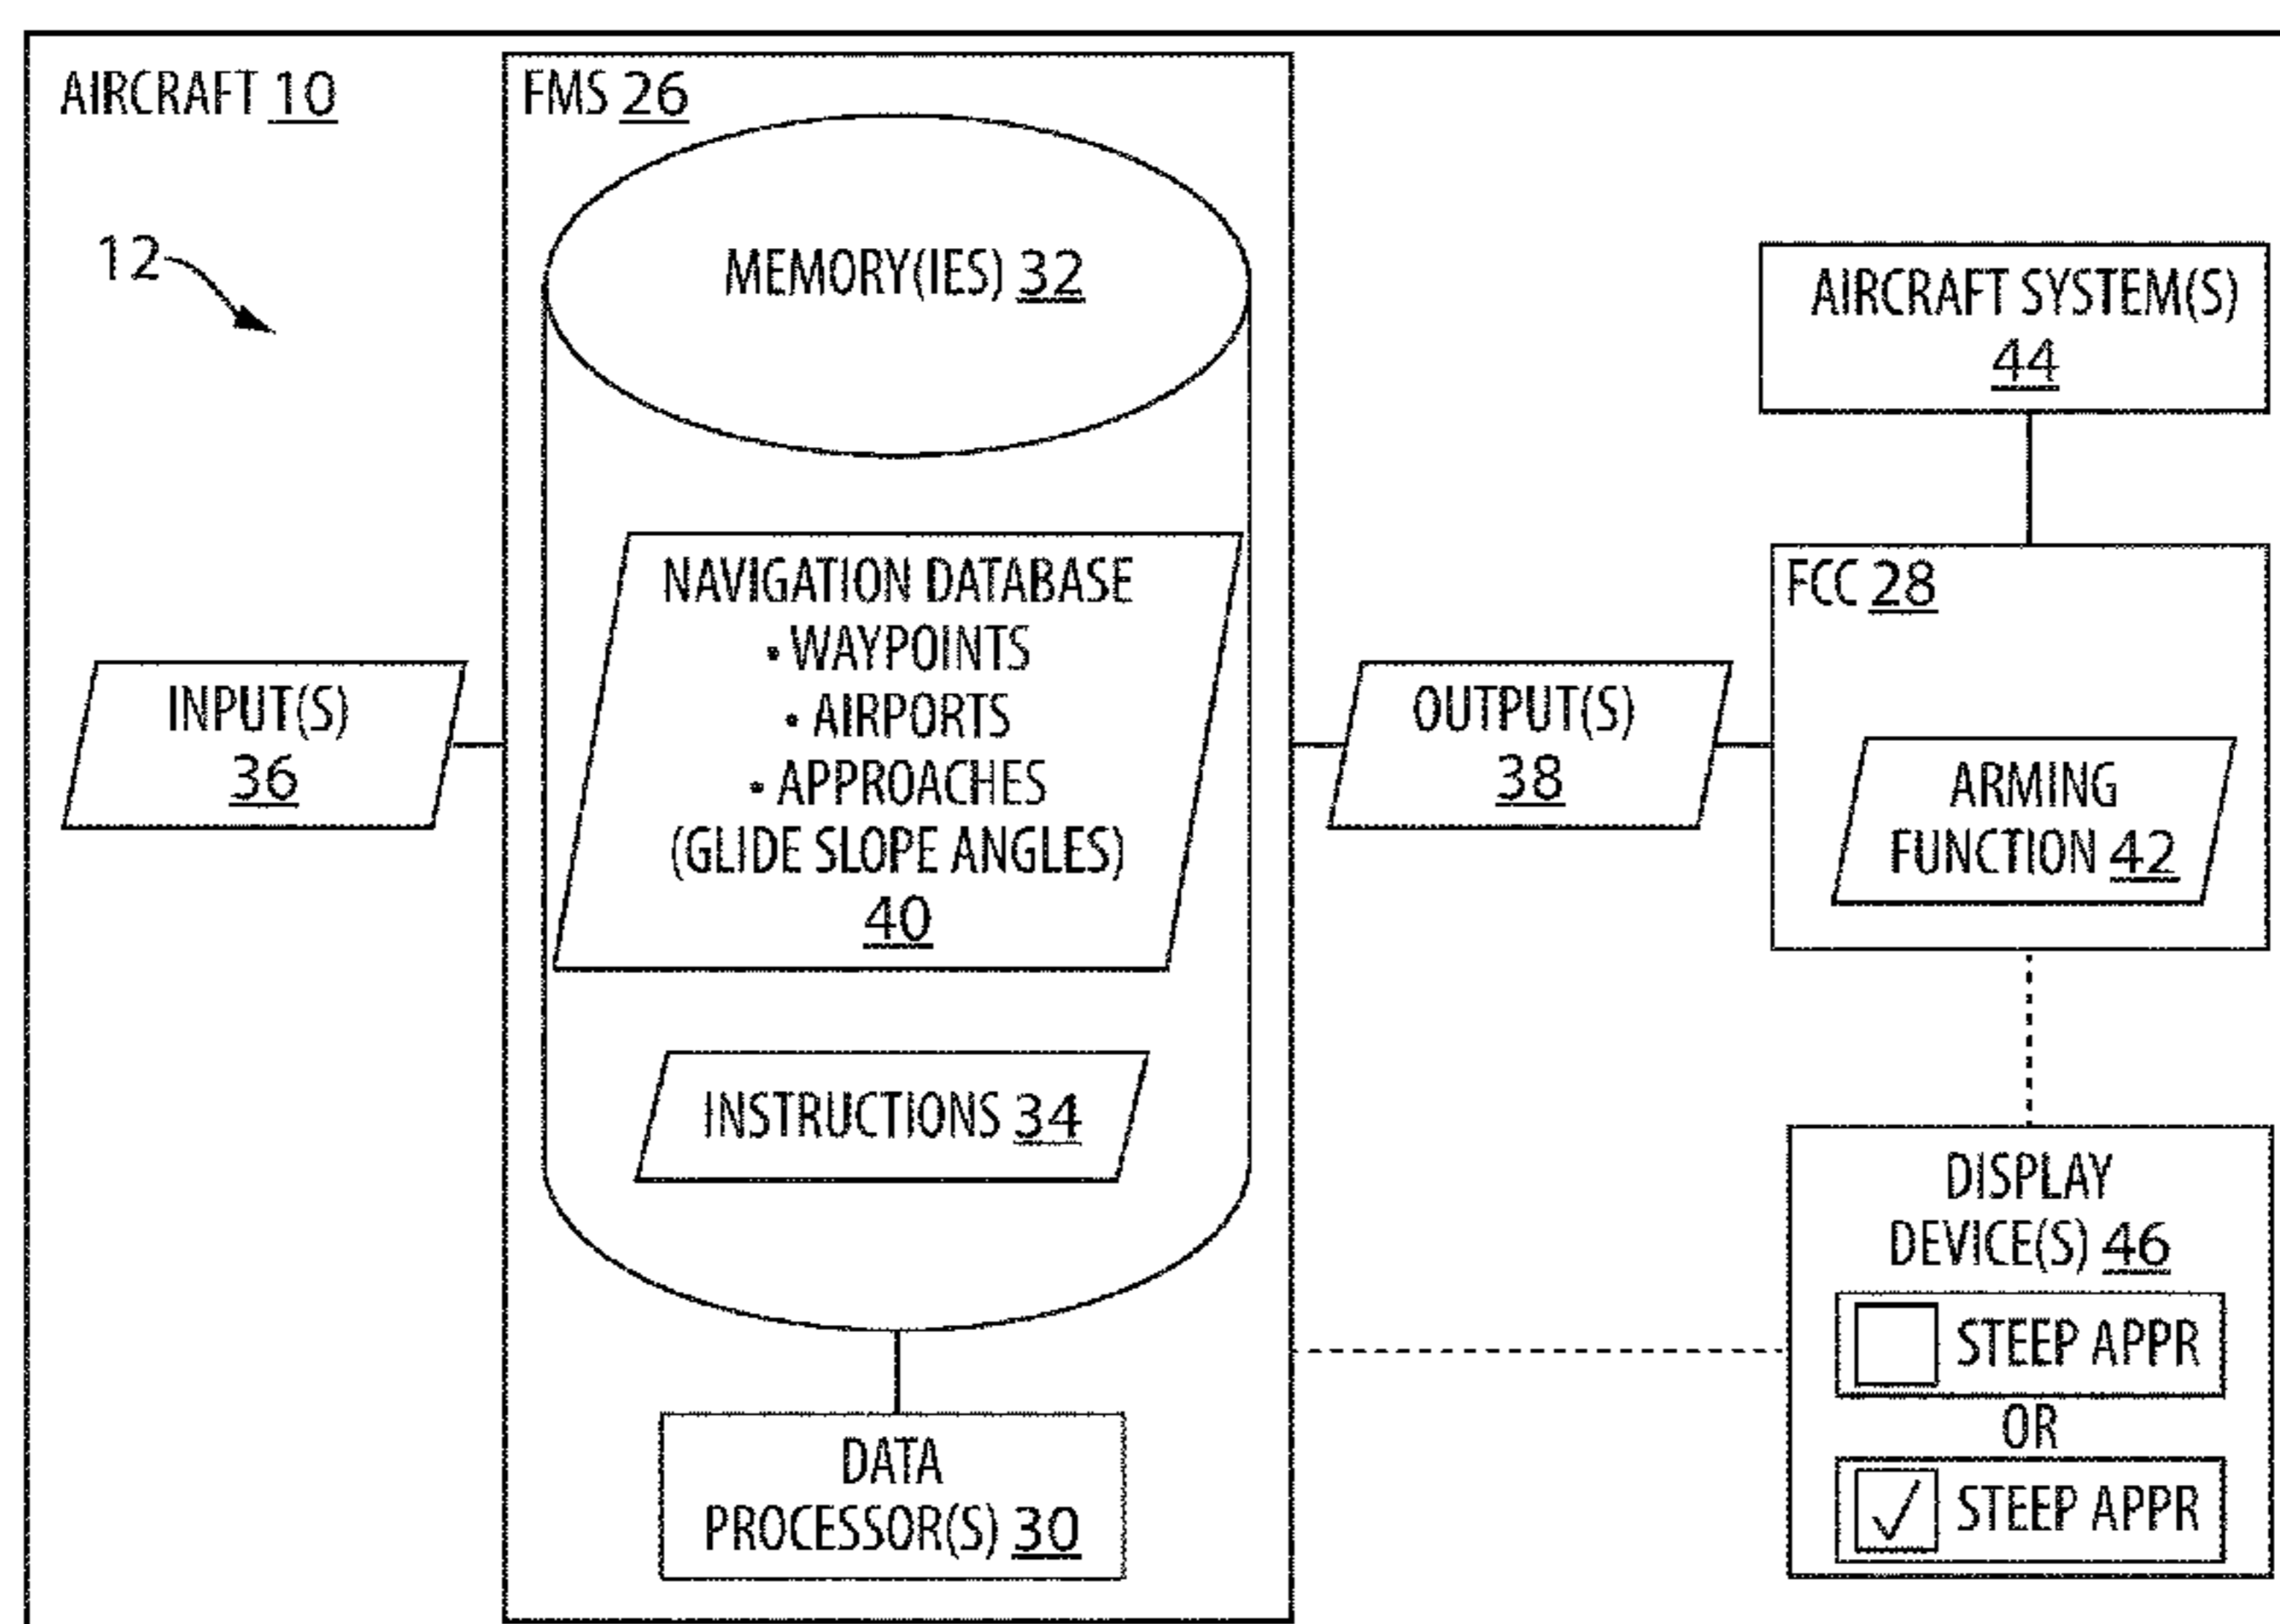 AIRCRAFT 10
12
FMS 26
MEMORY(IES) 32
NAVIGATION DATABASE
• WAYPOINTS
• AIRPORTS
• APPROACHES
(GLIDE SLOPE ANGLES)
40
INSTRUCTIONS 34
DATA
PROCESSOR(S) 30
INPUT(S)
36
OUTPUT(S)
38
AIRCRAFT SYSTEM(S)
44
FCC 28
ARMING
FUNCTION 42
DISPLAY
DEVICE(S) 46
STEEP APPR
OR
STEEP APPR